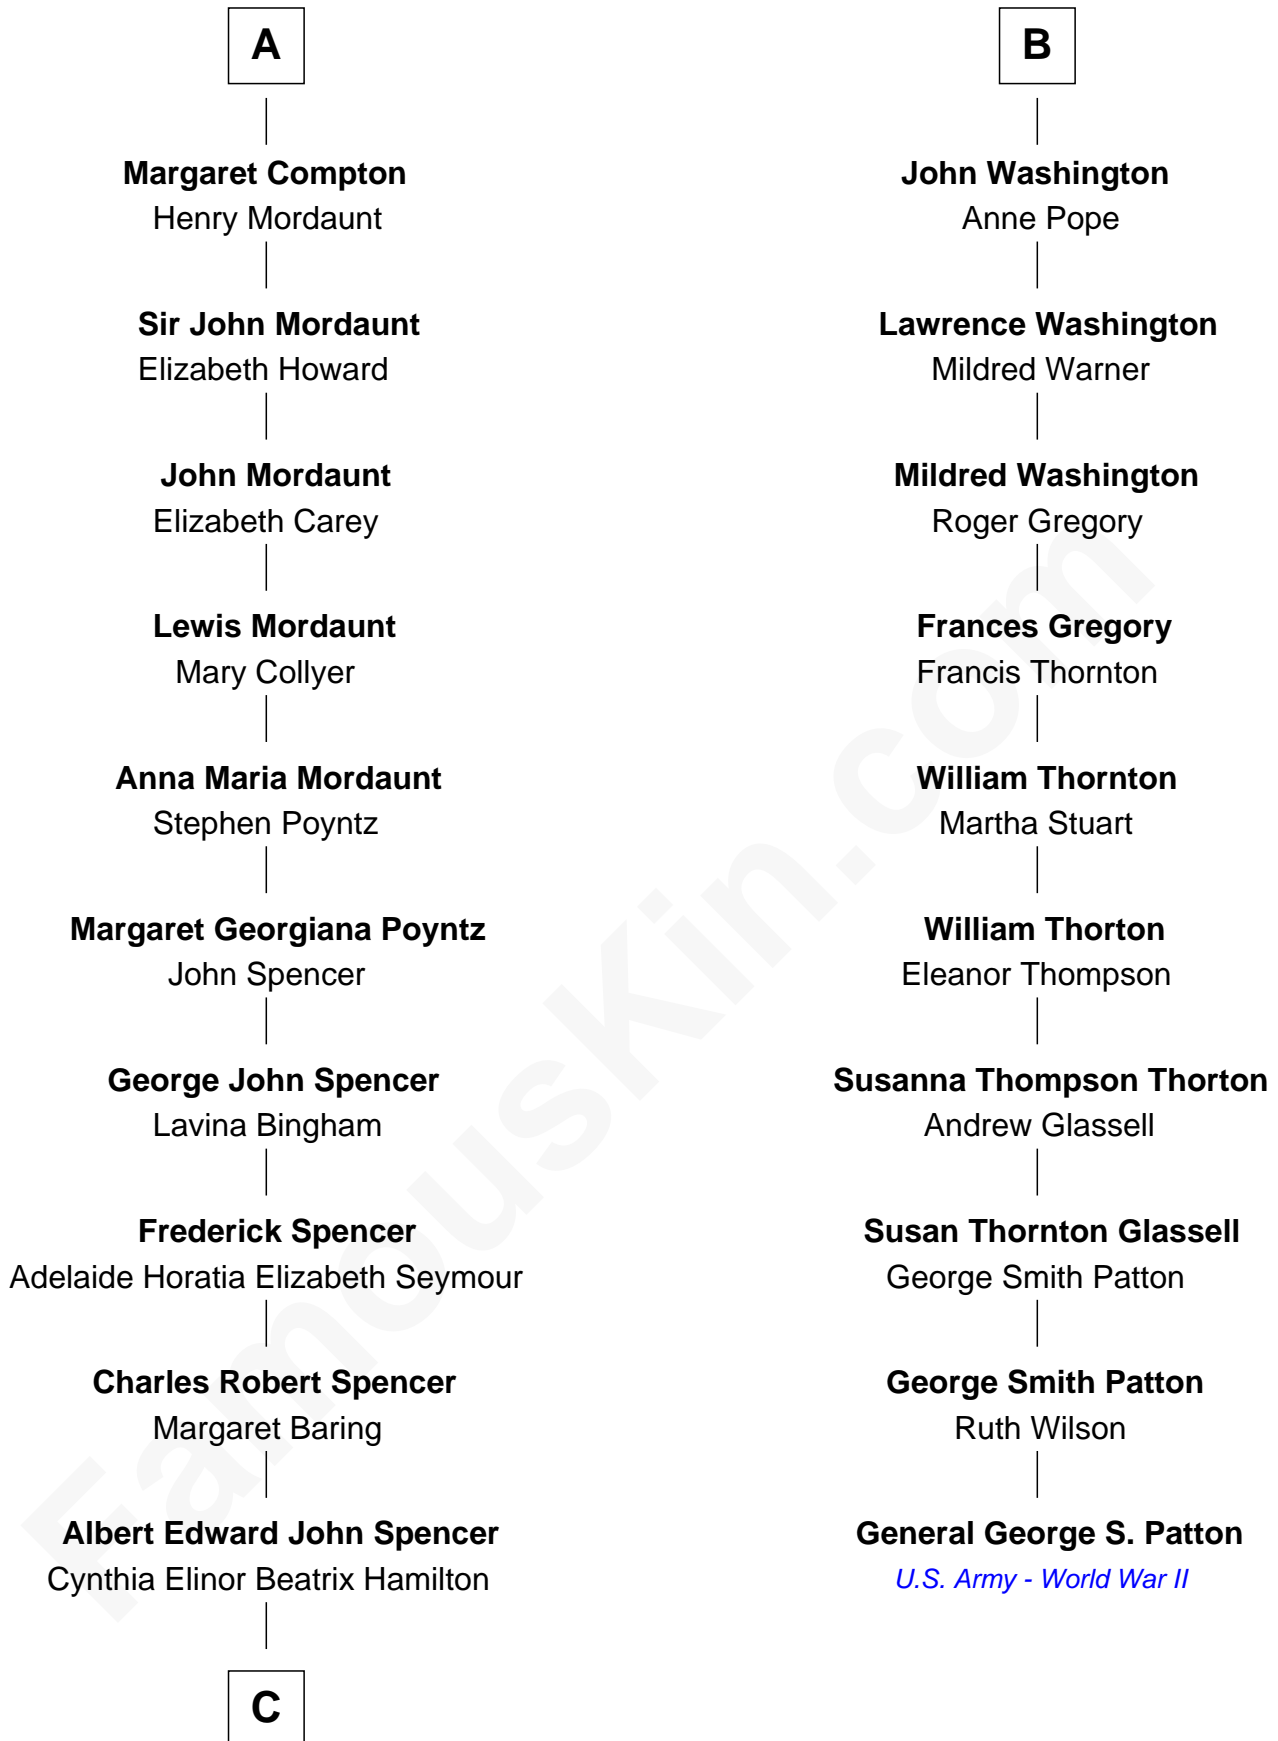 A
Margaret Compton
Henry Mordaunt
Sir John Mordaunt
Elizabeth Howard
John Mordaunt
Elizabeth Carey
Lewis Mordaunt
Mary Collyer
Anna Maria Mordaunt
Stephen Poyntz
Margaret Georgiana Poyntz
John Spencer
George John Spencer
Lavina Bingham
Frederick Spencer
Adelaide Horatia Elizabeth Seymour
Charles Robert Spencer
Margaret Baring
Albert Edward John Spencer
Cynthia Elinor Beatrix Hamilton
C
B
John Washington
Anne Pope
Lawrence Washington
Mildred Warner
Mildred Washington
Roger Gregory
Frances Gregory
Francis Thornton
William Thornton
Martha Stuart
William Thorton
Eleanor Thompson
Susanna Thompson Thorton
Andrew Glassell
Susan Thornton Glassell
George Smith Patton
George Smith Patton
Ruth Wilson
General George S. Patton
U.S. Army - World War II
FamousKin.com